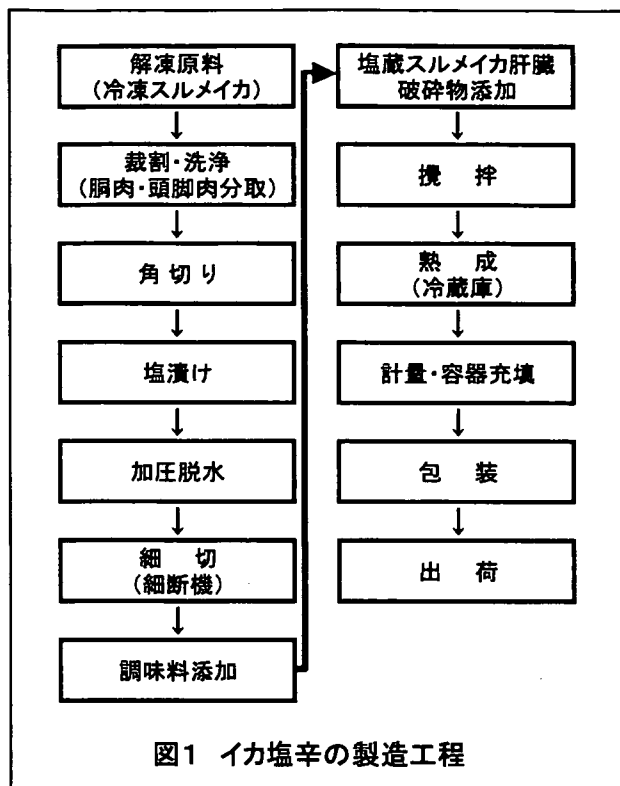 解凍原料
(冷凍スルメイカ)
裁割・洗浄
(胴肉・頭脚肉分取)
角切り
塩漬け
加圧脱水
細 切
(細断機)
調味料添加
塩蔵スルメイカ肝臓
破砕物添加
攪 拌
熟 成
(冷蔵庫)
計量・容器充填
包 装
出 荷
図1 イカ塩辛の製造工程